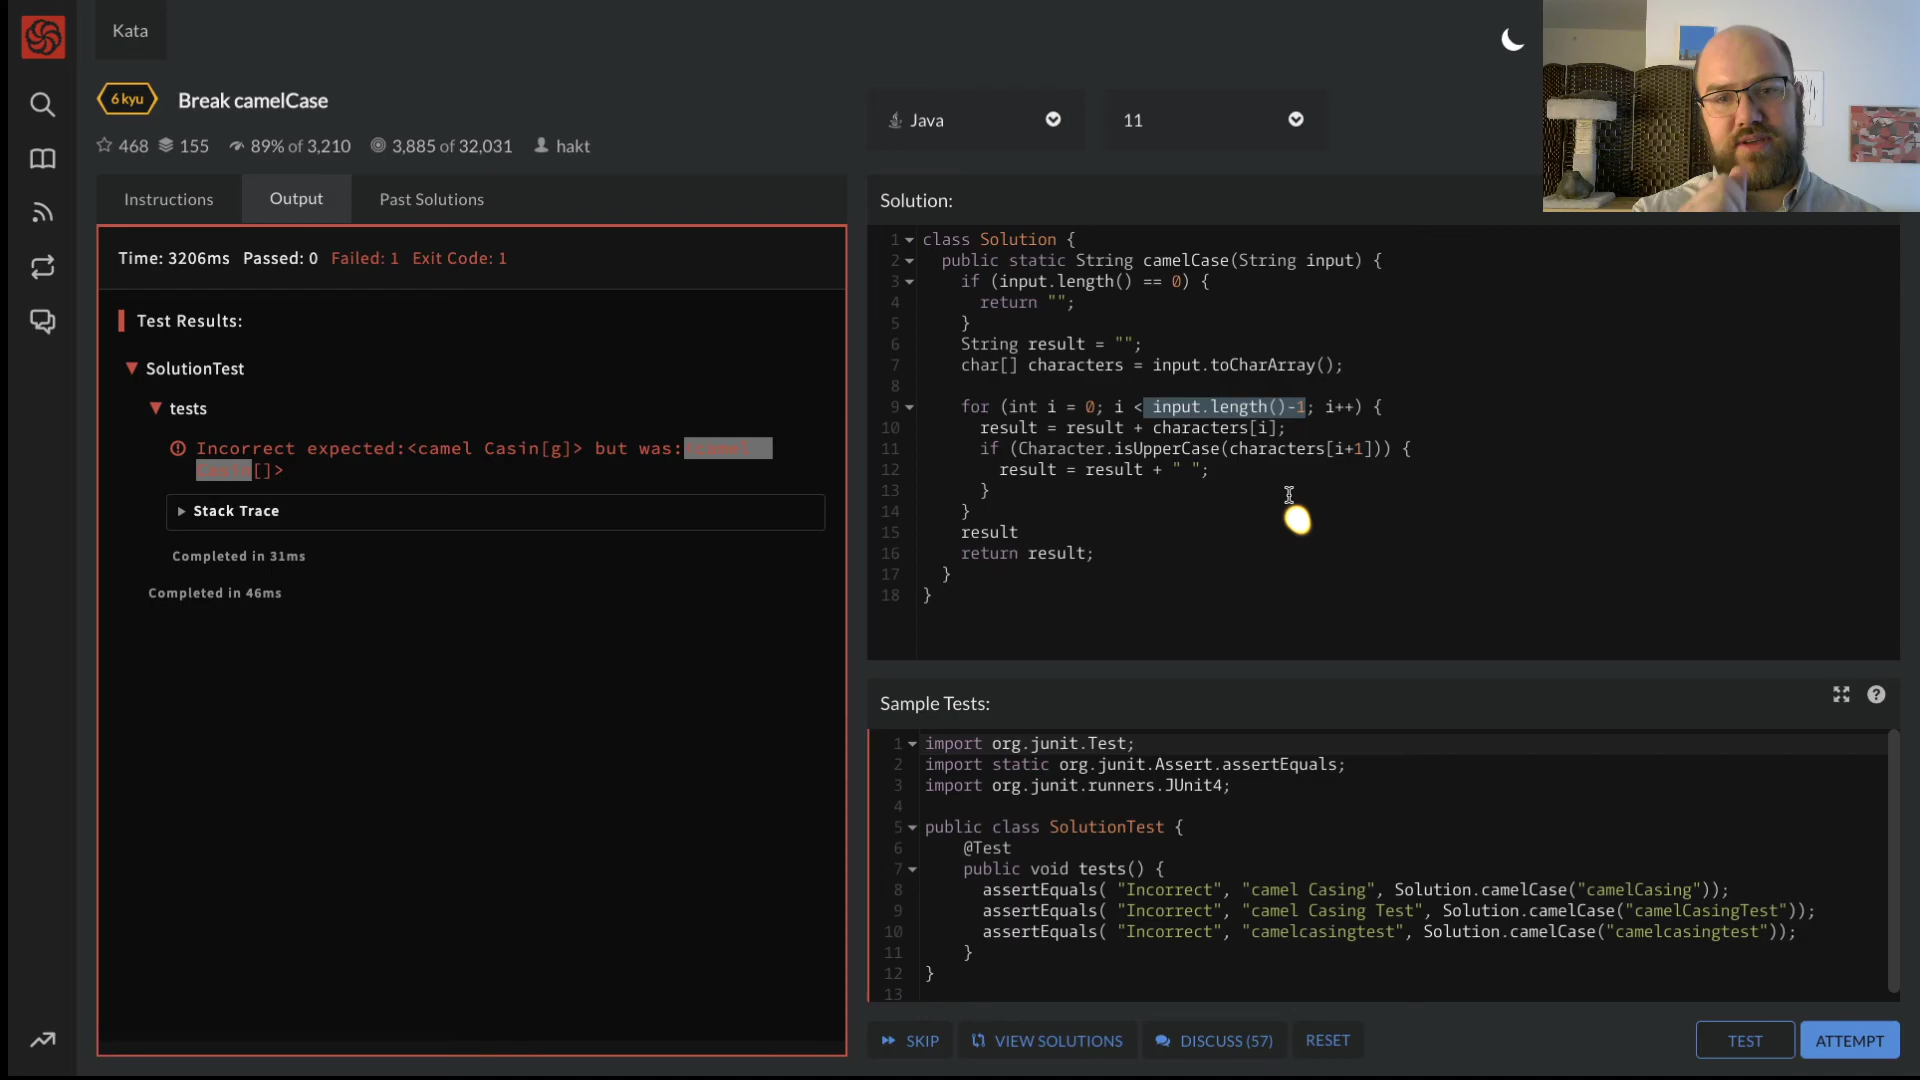 Kata
6 kyu
Break camelCase
468 155 89% of 3,210 3,885 of 32,031 hakt
Java
11
Instructions
Output
Past Solutions
Time: 3206ms Passed: 0 Failed: 1 Exit Code: 1
Test Results:
SolutionTest
tests
Incorrect expected:<camel Casin[g]> but was:<camel
Casin[]>
Stack Trace
Completed in 31ms
Completed in 46ms
Solution:
1 class Solution {
2 public static String camelCase(String input) {
3 if (input.length() == 0) {
4 return "";
5 }
6 String result = "";
7 char[] characters = input.toCharArray();
8
9 for (int i = 0; i < input.length()-1; i++) {
10 result = result + characters[i];
11 if (Character.isUpperCase(characters[i+1])) {
12 result = result + " ";
13 }
14 }
15 result
16 return result;
17 }
18 }
Sample Tests:
1 import org.junit.Test;
2 import static org.junit.Assert.assertEquals;
3 import org.junit.runners.JUnit4;
4
5 public class SolutionTest {
6 @Test
7 public void tests() {
8 assertEquals( "Incorrect", "camel Casing", Solution.camelCase("camelCasing"));
9 assertEquals( "Incorrect", "camel Casing Test", Solution.camelCase("camelCasingTest"));
10 assertEquals( "Incorrect", "camelcasingtest", Solution.camelCase("camelcasingtest"));
11 }
12 }
13
SKIP
VIEW SOLUTIONS
DISCUSS (57)
RESET
TEST
ATTEMPT